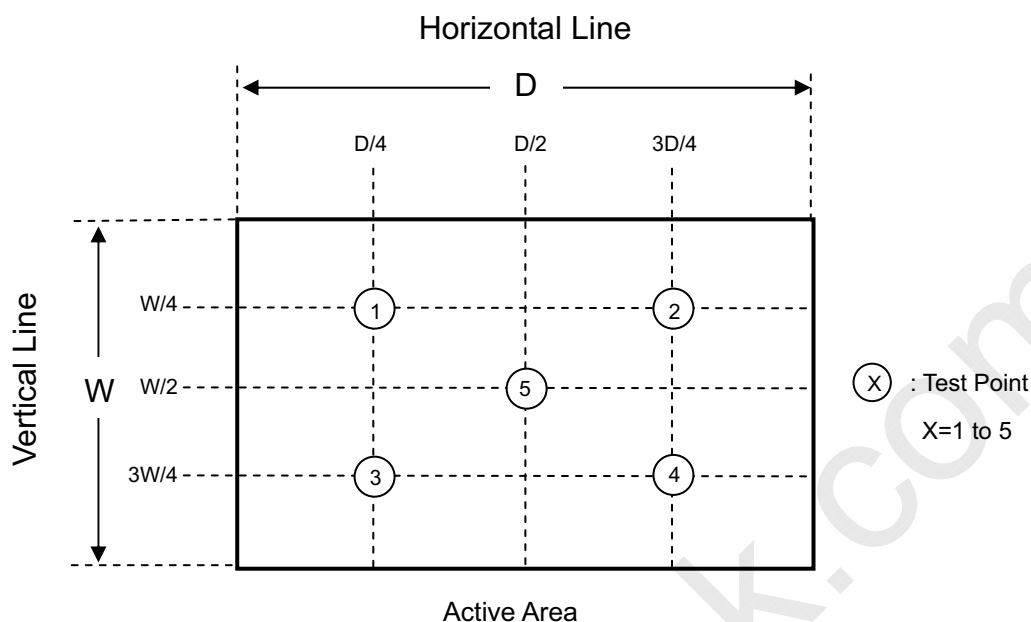 Horizontal Line
D
D/4 D/2 3D/4
Vertical Line
W
W/4
W/2
3W/4
1 2
5
3 4
X : Test Point
X=1 to 5
Active Area
k.com